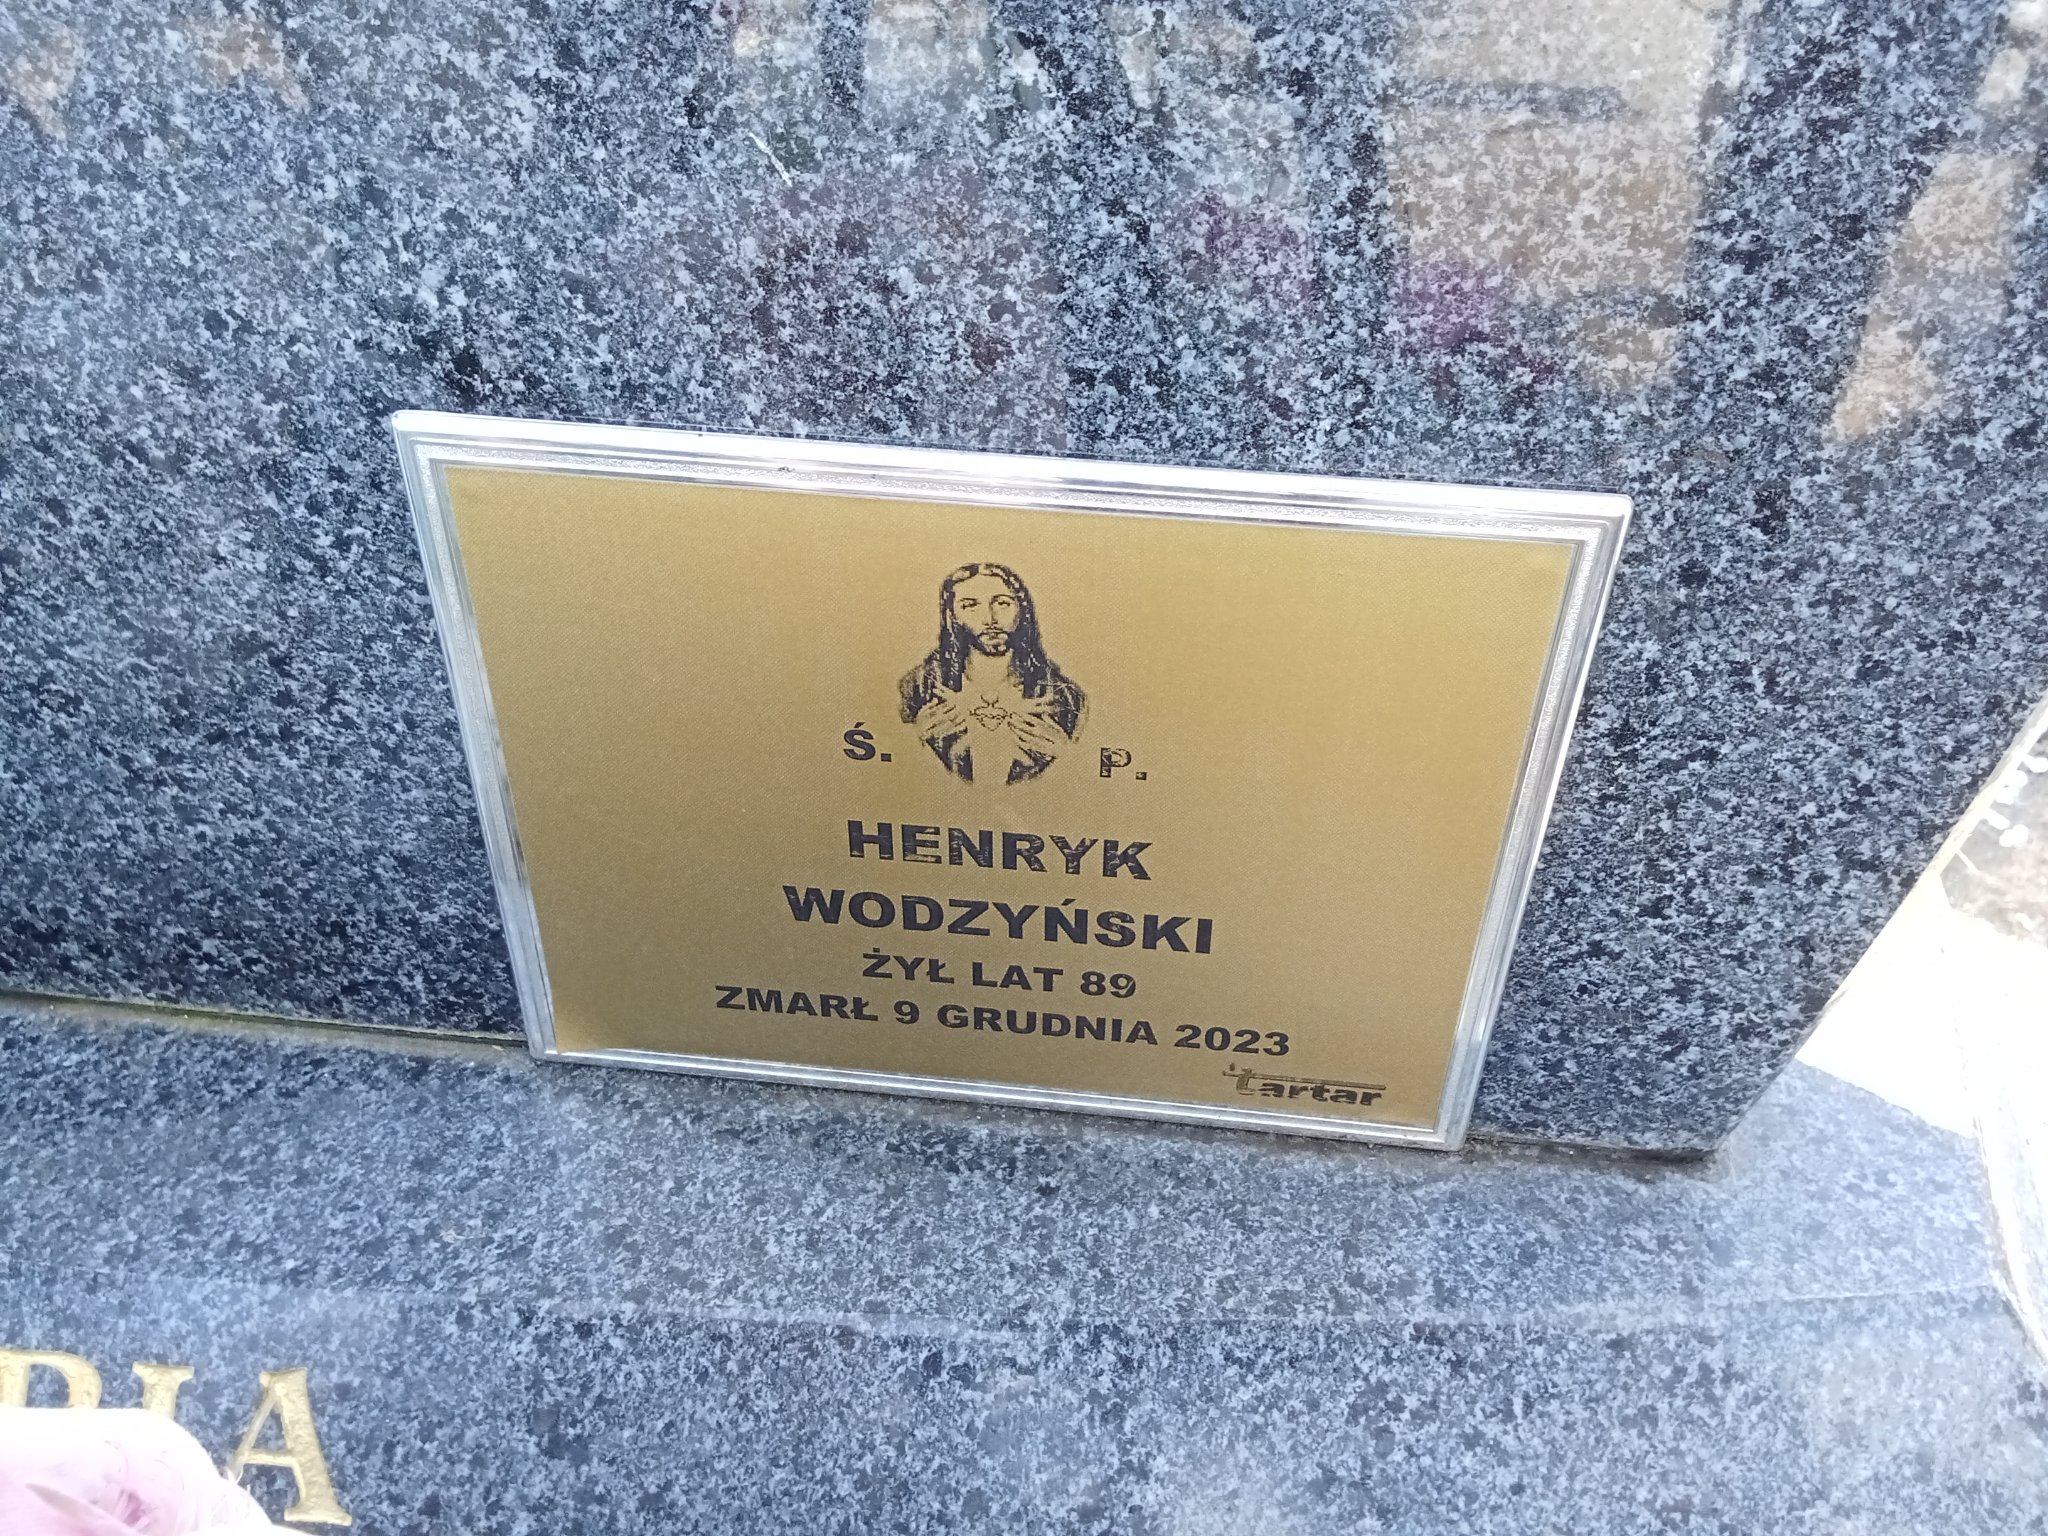 Ś. P.
HENRYK
WODZYŃSKI
ŻYŁ LAT 89
ZMARŁ 9 GRUDNIA 2023
tartar